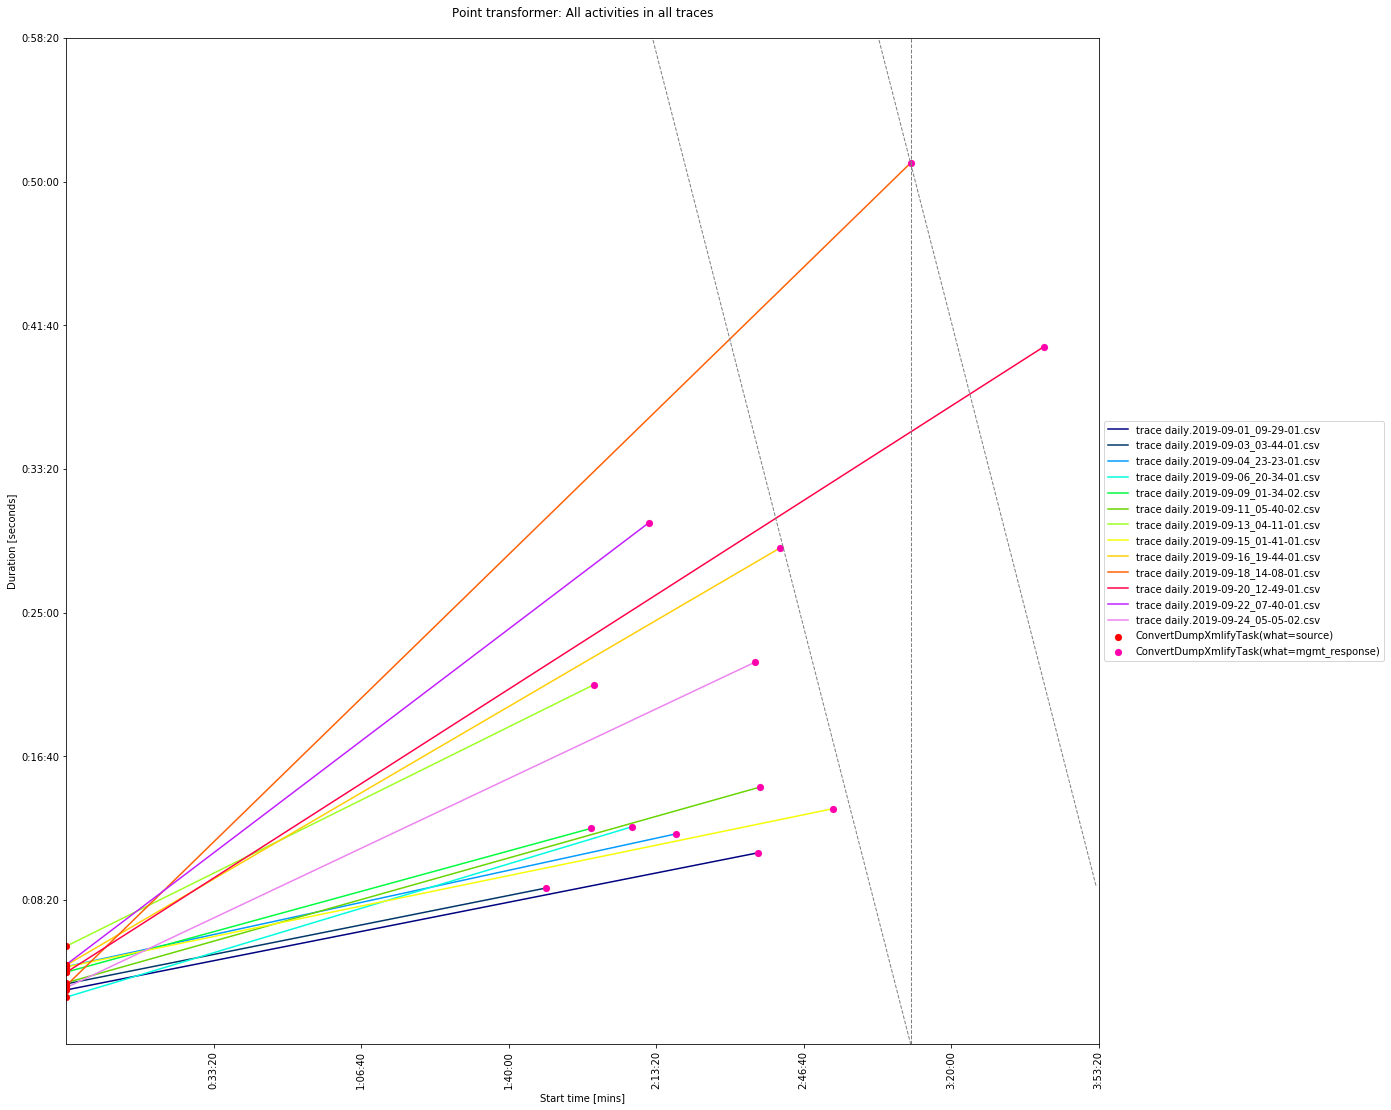 Point transformer: All activities in all traces
0:58:20
0:50:00
0:41:40
0:33:20
0:25:00
0:16:40
0:08:20
Duration [seconds]
0:33:20
1:06:40
1:40:00
2:13:20
2:46:40
3:20:00
3:53:20
Start time [mins]
trace daily.2019-09-01_09-29-01.csv
trace daily.2019-09-03_03-44-01.csv
trace daily.2019-09-04_23-23-01.csv
trace daily.2019-09-06_20-34-01.csv
trace daily.2019-09-09_01-34-02.csv
trace daily.2019-09-11_05-40-02.csv
trace daily.2019-09-13_04-11-01.csv
trace daily.2019-09-15_01-41-01.csv
trace daily.2019-09-16_19-44-01.csv
trace daily.2019-09-18_14-08-01.csv
trace daily.2019-09-20_12-49-01.csv
trace daily.2019-09-22_07-40-01.csv
trace daily.2019-09-24_05-05-02.csv
ConvertDumpXmlifyTask(what=source)
ConvertDumpXmlifyTask(what=mgmt_response)